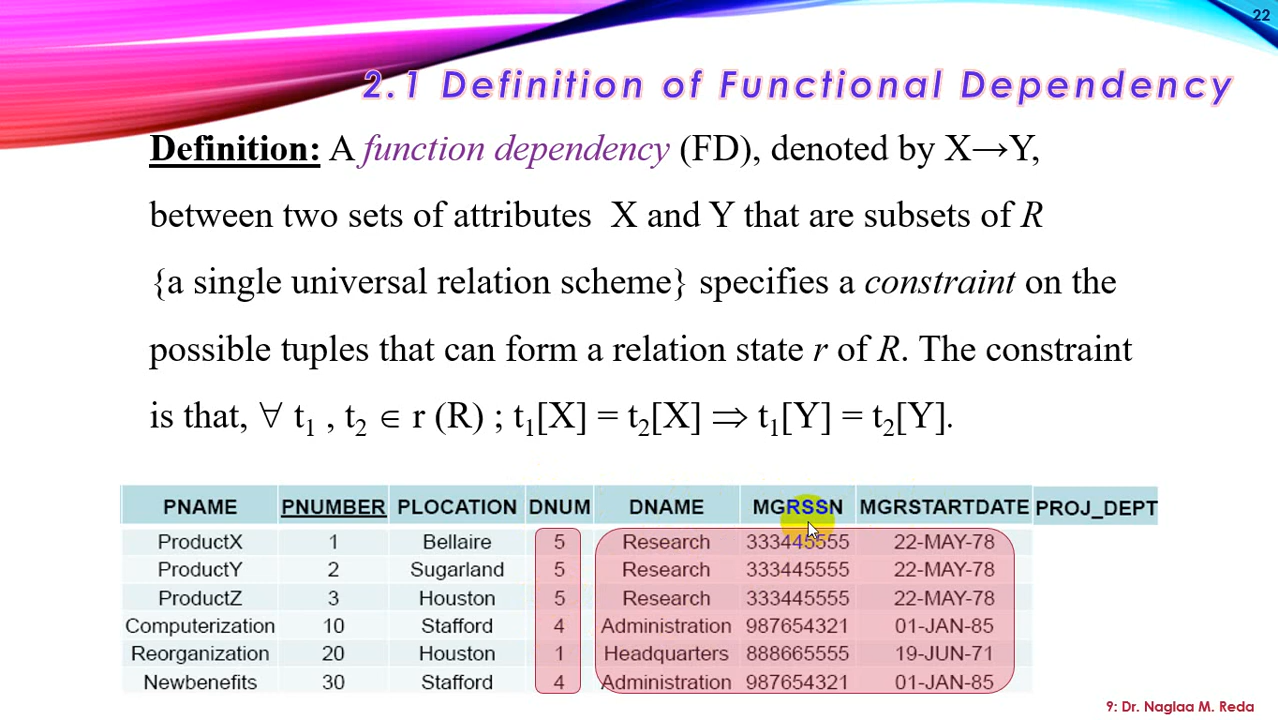 22
2.1 Definition of Functional Dependency
Definition: A function dependency (FD), denoted by X→Y,
between two sets of attributes X and Y that are subsets of R
{a single universal relation scheme} specifies a constraint on the
possible tuples that can form a relation state r of R. The constraint
is that, ∀ t₁ , t₂ ∈ r (R) ; t₁[X] = t₂[X] ⇒ t₁[Y] = t₂[Y].
PNAME PNUMBER PLOCATION DNUM DNAME MGRSSN MGRSTARTDATE PROJ_DEPT
ProductX 1 Bellaire 5 Research 333445555 22-MAY-78
ProductY 2 Sugarland 5 Research 333445555 22-MAY-78
ProductZ 3 Houston 5 Research 333445555 22-MAY-78
Computerization 10 Stafford 4 Administration 987654321 01-JAN-85
Reorganization 20 Houston 1 Headquarters 888665555 19-JUN-71
Newbenefits 30 Stafford 4 Administration 987654321 01-JAN-85
9: Dr. Naglaa M. Reda